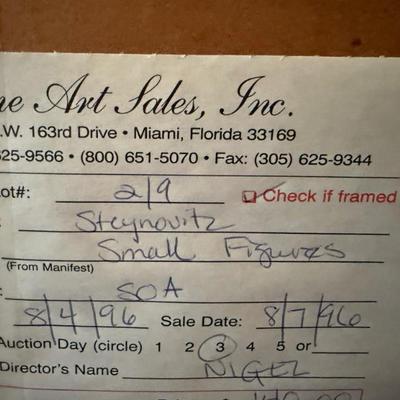 ne Art Sales, Inc.
.W. 163rd Drive • Miami, Florida 33169
625-9566 • (800) 651-5070 • Fax: (305) 625-9344
Lot#: 219 Check if framed
: Steynovitz
Small Figures
(From Manifest)
: SOA
8/4/96 Sale Date: 8/7/96
Auction Day (circle) 1 2 3 4 5 or
Director's Name NIGEL